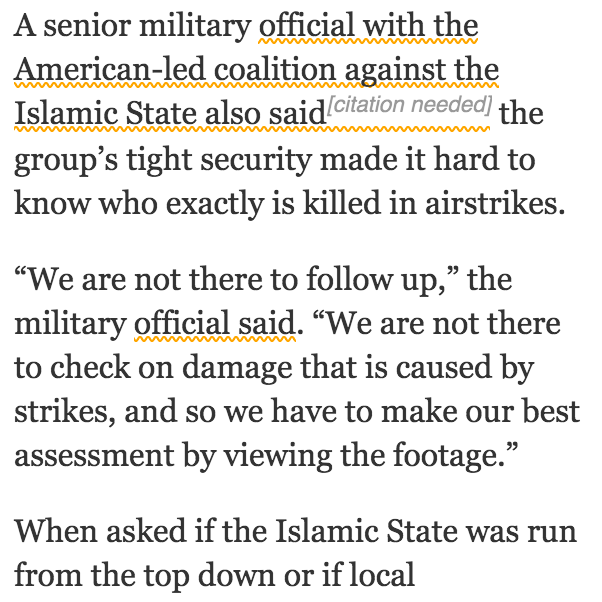 A senior military official with the
American-led coalition against the
Islamic State also said[citation needed] the
group’s tight security made it hard to
know who exactly is killed in airstrikes.
“We are not there to follow up,” the
military official said. “We are not there
to check on damage that is caused by
strikes, and so we have to make our best
assessment by viewing the footage.”
When asked if the Islamic State was run
from the top down or if local